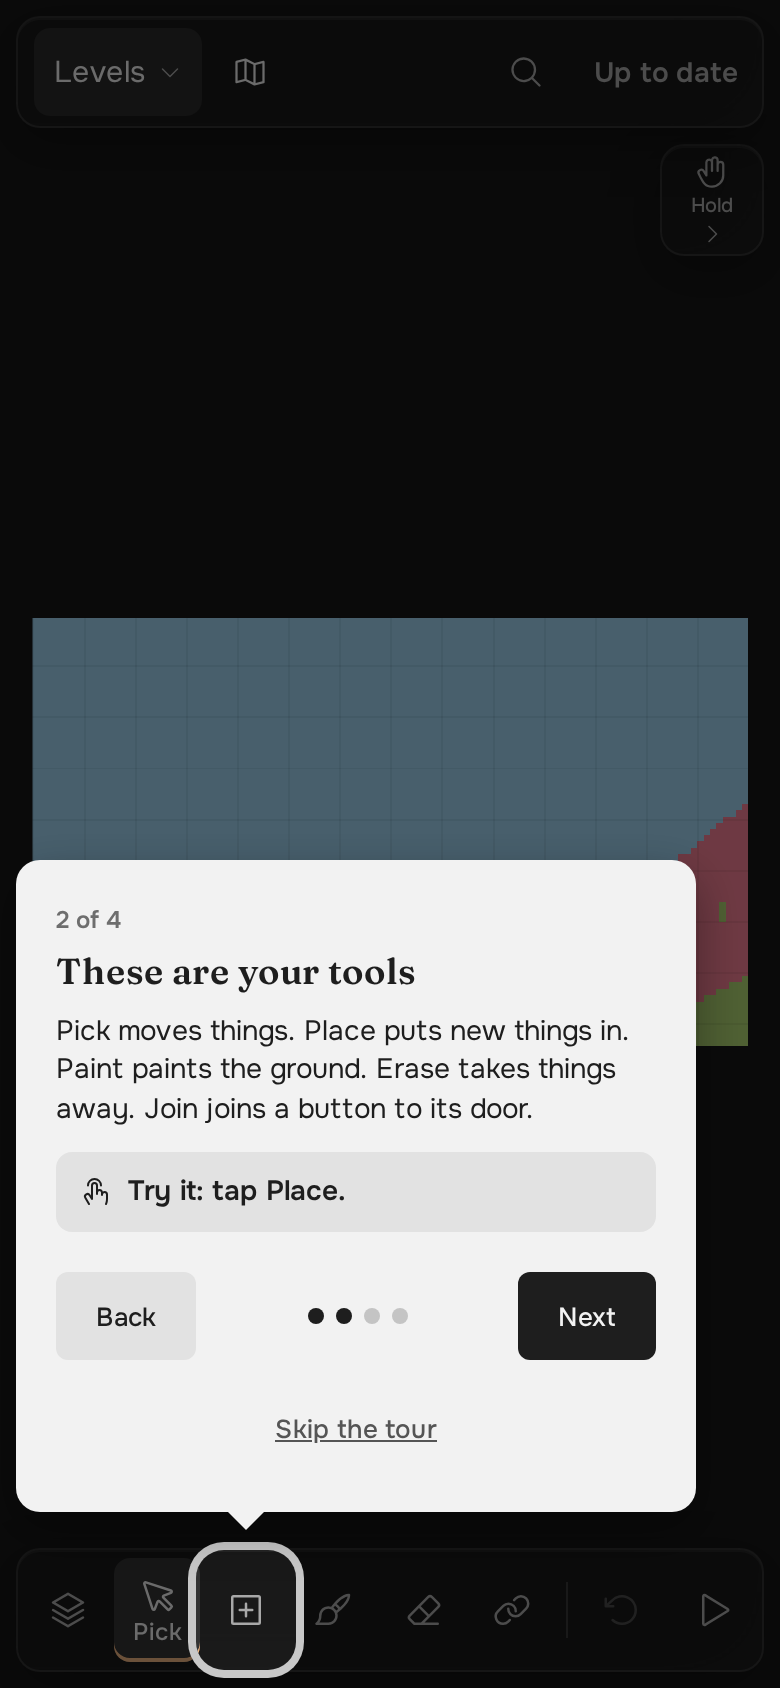 Levels
Up to date
Hold
2 of 4
These are your tools
Pick moves things. Place puts new things in.
Paint paints the ground. Erase takes things
away. Join joins a button to its door.
Try it: tap Place.
Back
Next
Skip the tour
Pick